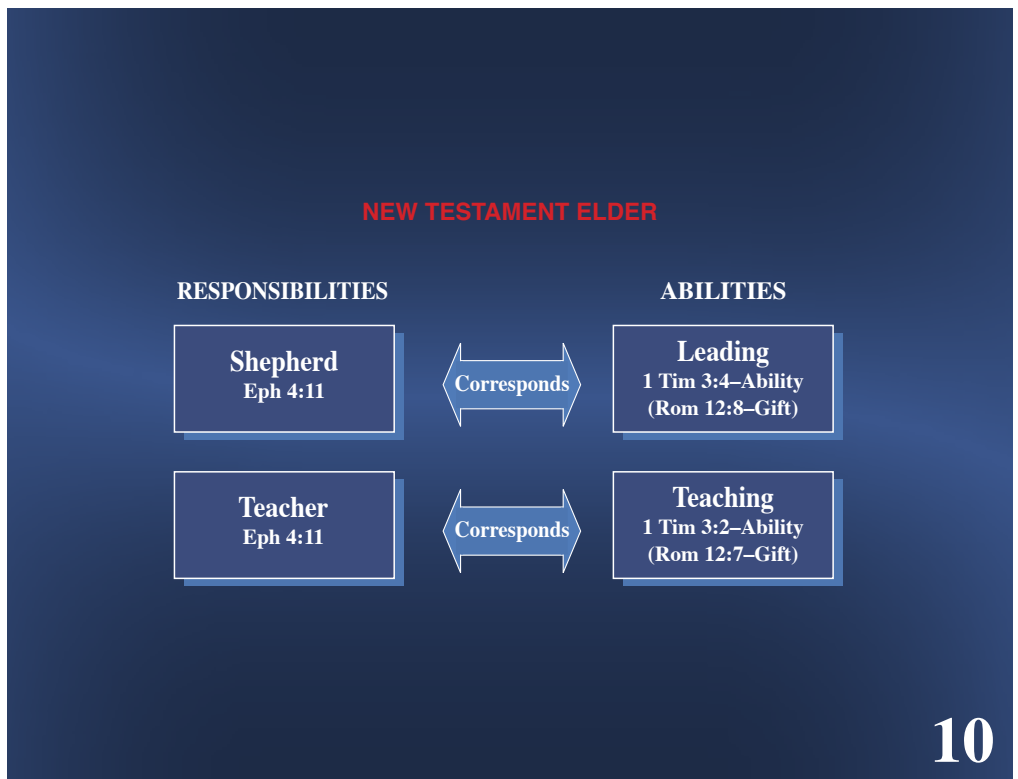 NEW TESTAMENT ELDER
RESPONSIBILITIES
ABILITIES
Shepherd
Eph 4:11
Corresponds
Leading
1 Tim 3:4–Ability
(Rom 12:8–Gift)
Teacher
Eph 4:11
Corresponds
Teaching
1 Tim 3:2–Ability
(Rom 12:7–Gift)
10